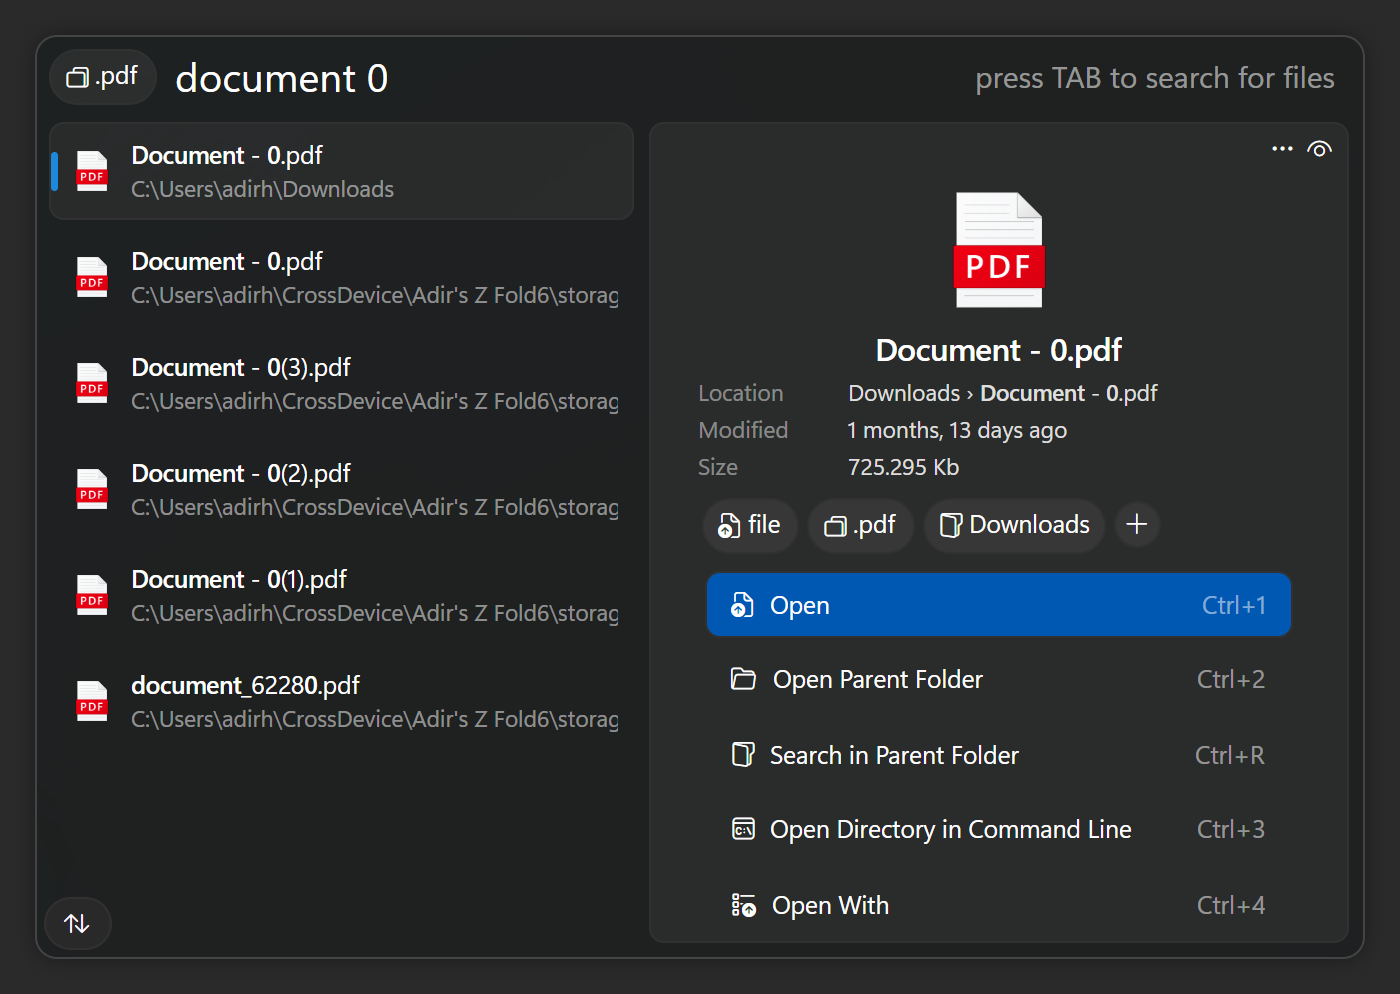 .pdf document 0 press TAB to search for files
Document - 0.pdf
C:\Users\adirh\Downloads
Document - 0.pdf
C:\Users\adirh\CrossDevice\Adir's Z Fold6\storag
Document - 0(3).pdf
C:\Users\adirh\CrossDevice\Adir's Z Fold6\storag
Document - 0(2).pdf
C:\Users\adirh\CrossDevice\Adir's Z Fold6\storag
Document - 0(1).pdf
C:\Users\adirh\CrossDevice\Adir's Z Fold6\storag
document_62280.pdf
C:\Users\adirh\CrossDevice\Adir's Z Fold6\storag
PDF
PDF
PDF
PDF
PDF
PDF
PDF
Document - 0.pdf
Location Downloads › Document - 0.pdf
Modified 1 months, 13 days ago
Size 725.295 Kb
file .pdf Downloads +
Open Ctrl+1
Open Parent Folder Ctrl+2
Search in Parent Folder Ctrl+R
C:\ Open Directory in Command Line Ctrl+3
Open With Ctrl+4